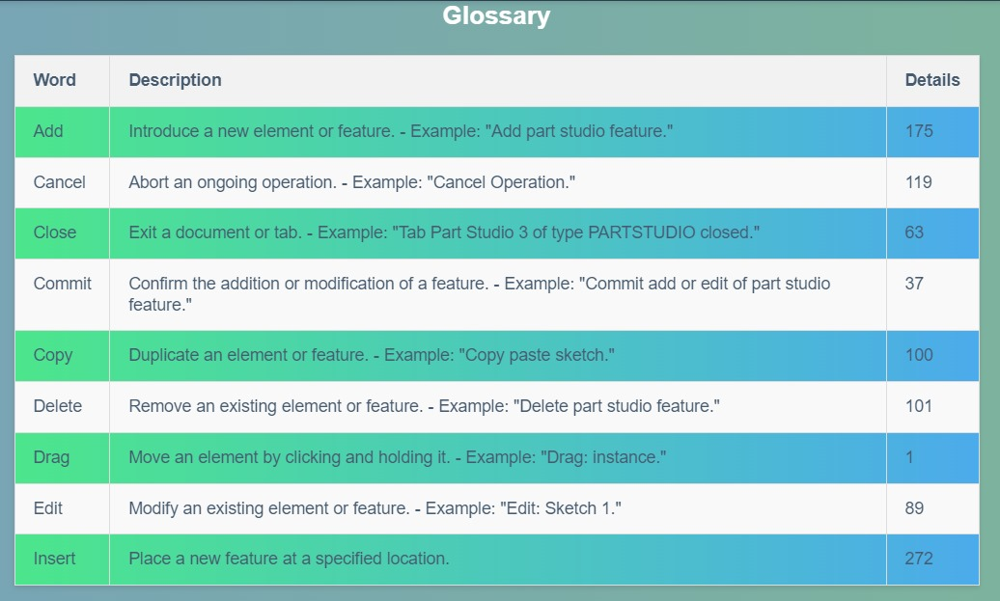 Glossary
Word Description Details
Add Introduce a new element or feature. - Example: "Add part studio feature." 175
Cancel Abort an ongoing operation. - Example: "Cancel Operation." 119
Close Exit a document or tab. - Example: "Tab Part Studio 3 of type PARTSTUDIO closed." 63
Commit Confirm the addition or modification of a feature. - Example: "Commit add or edit of part studio 37
feature."
Copy Duplicate an element or feature. - Example: "Copy paste sketch." 100
Delete Remove an existing element or feature. - Example: "Delete part studio feature." 101
Drag Move an element by clicking and holding it. - Example: "Drag: instance." 1
Edit Modify an existing element or feature. - Example: "Edit: Sketch 1." 89
Insert Place a new feature at a specified location. 272